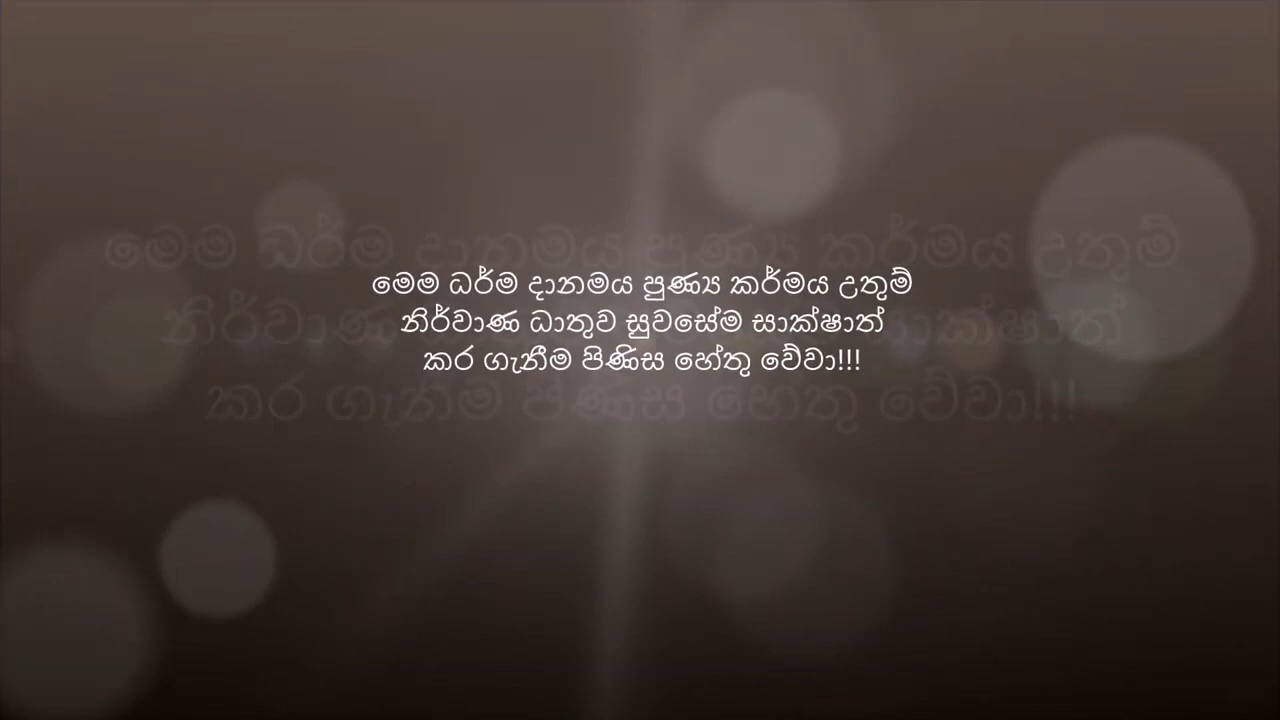 මෙම ධර්ම දානමය පුණ්‍ය කර්මය උතුම්
නිර්වාණ ධාතුව සුවසේම සාක්ෂාත්
කර ගැනීම පිණිස හේතු වේවා!!!